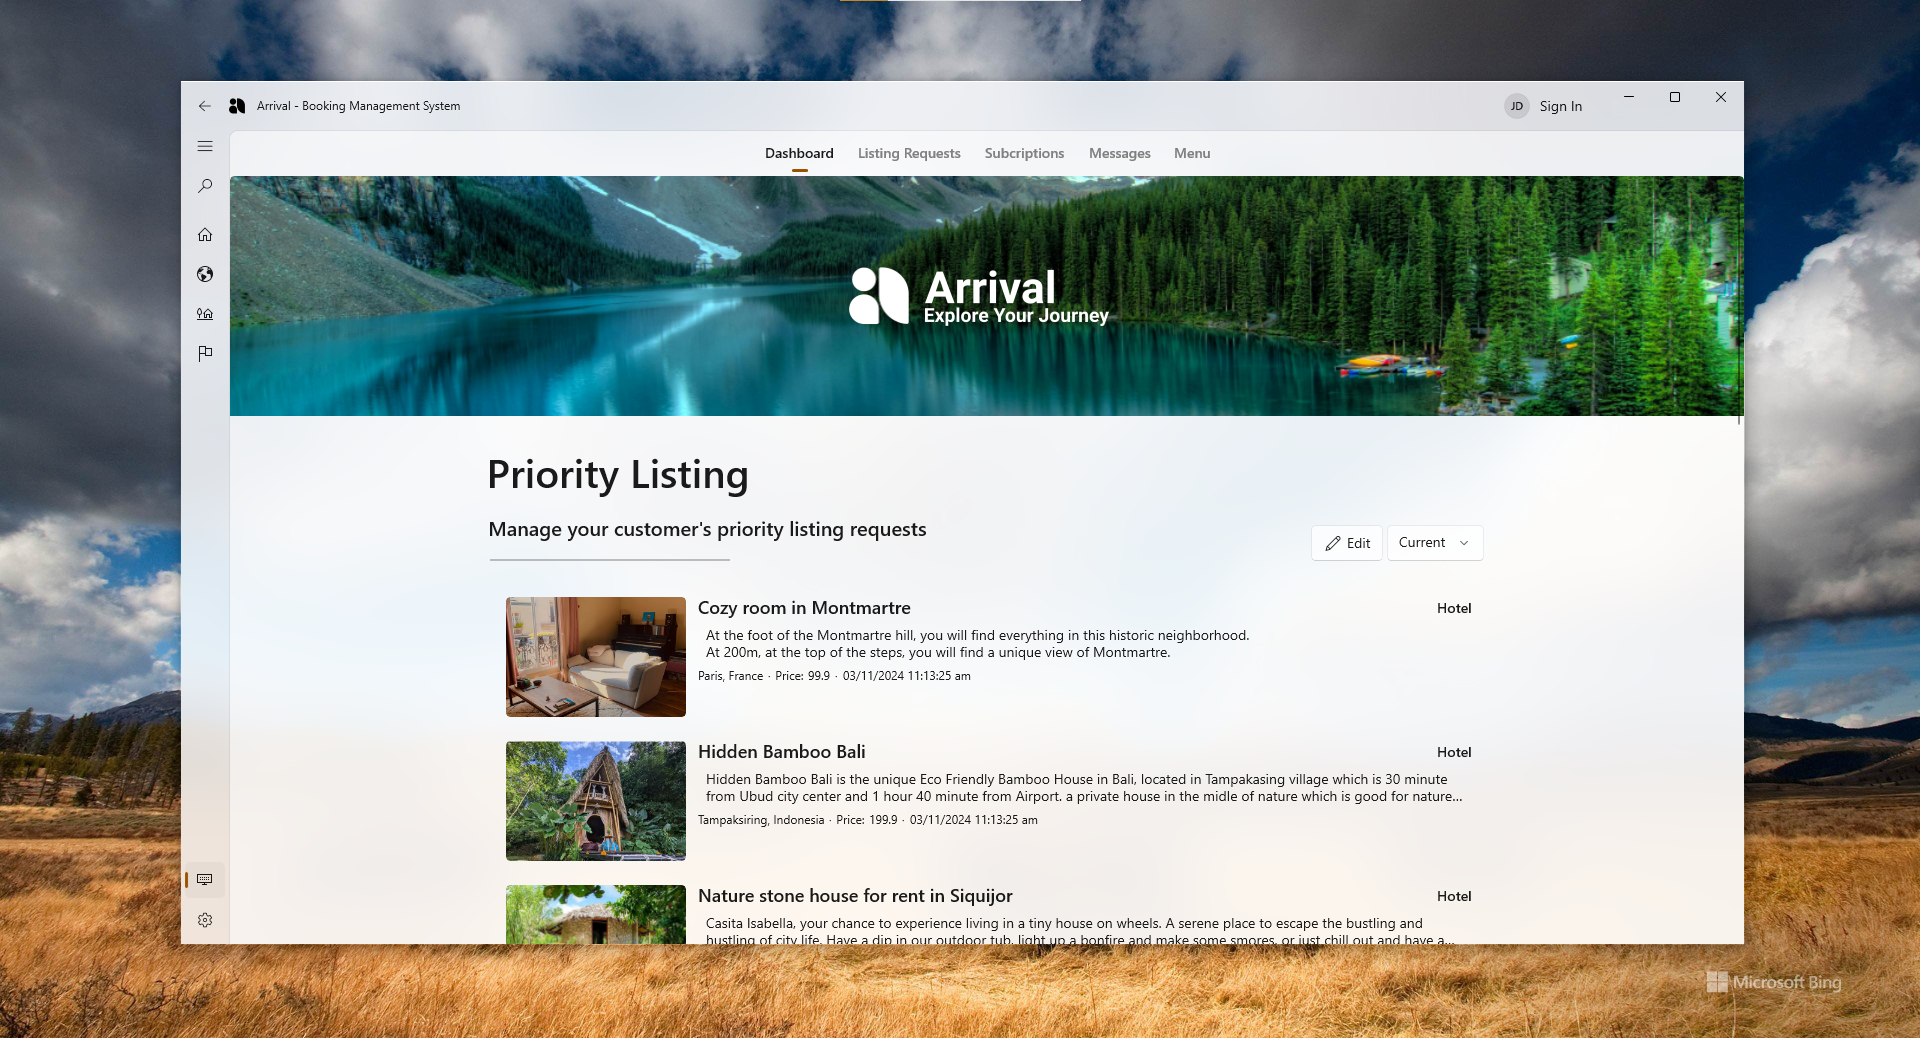 Arrival - Booking Management System
JD Sign In
Dashboard Listing Requests Subcriptions Messages Menu
Arrival
Explore Your Journey
Priority Listing
Manage your customer's priority listing requests
Edit Current
Cozy room in Montmartre Hotel
At the foot of the Montmartre hill, you will find everything in this historic neighborhood.
At 200m, at the top of the steps, you will find a unique view of Montmartre.
Paris, France · Price: 99.9 · 03/11/2024 11:13:25 am
Hidden Bamboo Bali Hotel
Hidden Bamboo Bali is the unique Eco Friendly Bamboo House in Bali, located in Tampakasing village which is 30 minute
from Ubud city center and 1 hour 40 minute from Airport. a private house in the midle of nature which is good for nature...
Tampaksiring, Indonesia · Price: 199.9 · 03/11/2024 11:13:25 am
Nature stone house for rent in Siquijor Hotel
Casita Isabella, your chance to experience living in a tiny house on wheels. A serene place to escape the bustling and
hustling of city life. Have a dip in our outdoor tub, light up a bonfire and make some smores, or just chill out and have a...
Microsoft Bing